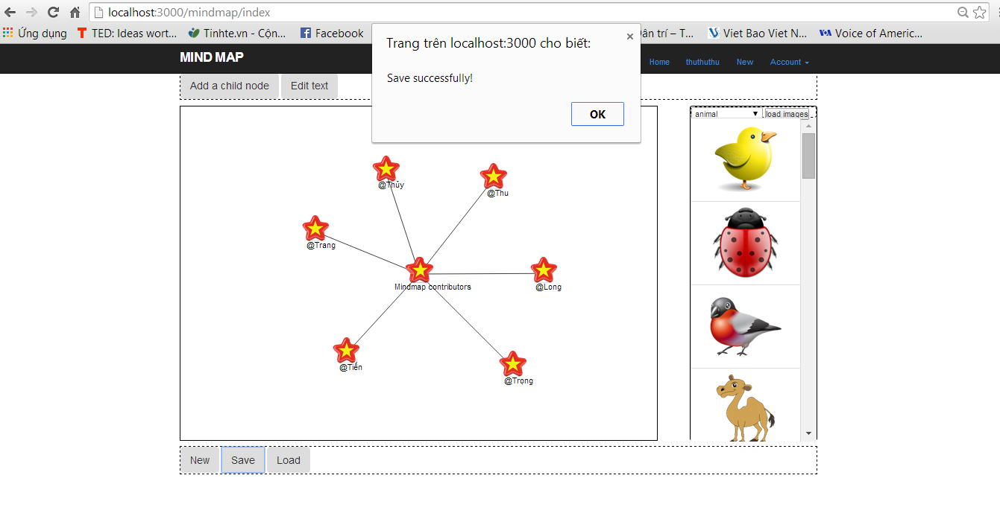 localhost:3000/mindmap/index
Ứng dụng TED: Ideas wort... Tinhte.vn - Cộn... Facebook ân trí – T... Viet Bao Viet N... VOA Voice of Americ...
Trang trên localhost:3000 cho biết:
Save successfully!
OK
MIND MAP Home thuthuthu New Account
Add a child node Edit text
animal load images
@Thủy
@Thu
@Trang
Mindmap contributors
@Long
@Tiến
@Trọng
New Save Load